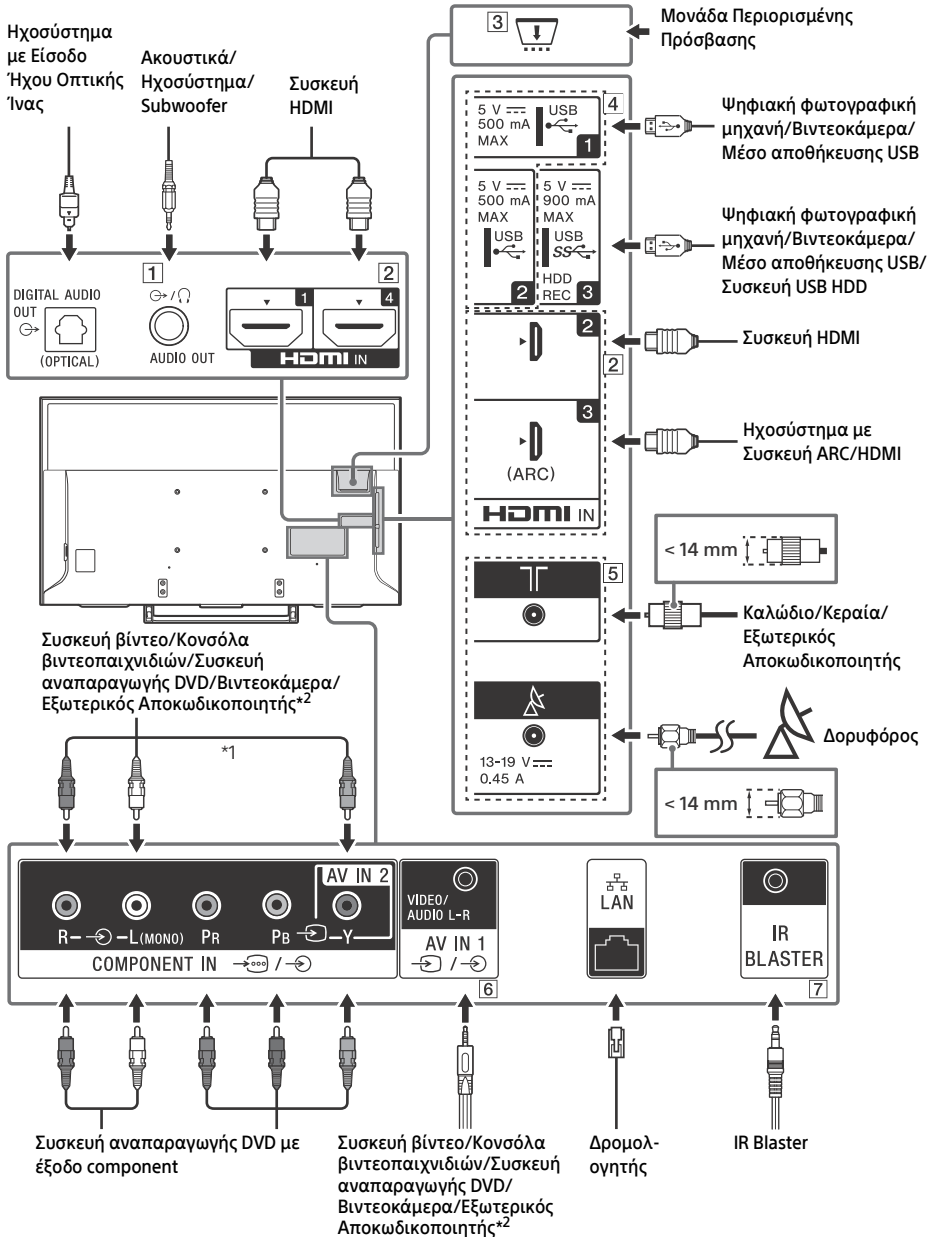 Ηχοσύστημα
με Είσοδο
Ήχου Οπτικής
Ίνας
Ακουστικά/
Ηχοσύστημα/
Subwoofer
Συσκευή
HDMI
3
Μονάδα Περιορισμένης
Πρόσβασης
4
5 V
500 mA
MAX
USB
1
Ψηφιακή φωτογραφική
μηχανή/Βιντεοκάμερα/
Μέσο αποθήκευσης USB
5 V
500 mA
MAX
USB
2
5 V
900 mA
MAX
USB
SS
HDD
REC
3
Ψηφιακή φωτογραφική
μηχανή/Βιντεοκάμερα/
Μέσο αποθήκευσης USB/
Συσκευή USB HDD
1
2
DIGITAL AUDIO
OUT
(OPTICAL)
AUDIO OUT
1
4
HDMI IN
2
2
Συσκευή HDMI
3
(ARC)
HDMI IN
Ηχοσύστημα με
Συσκευή ARC/HDMI
5
< 14 mm
Καλώδιο/Κεραία/
Εξωτερικός
Αποκωδικοποιητής
13-19 V
0.45 A
Δορυφόρος
< 14 mm
Συσκευή βίντεο/Κονσόλα
βιντεοπαιχνιδιών/Συσκευή
αναπαραγωγής DVD/Βιντεοκάμερα/
Εξωτερικός Αποκωδικοποιητής*2
*1
AV IN 2
R
L(MONO)
PR
PB
Y
COMPONENT IN
/
VIDEO/
AUDIO L-R
AV IN 1
/
6
LAN
IR
BLASTER
7
Συσκευή αναπαραγωγής DVD με
έξοδο component
Συσκευή βίντεο/Κονσόλα
βιντεοπαιχνιδιών/Συσκευή
αναπαραγωγής DVD/
Βιντεοκάμερα/Εξωτερικός
Αποκωδικοποιητής*2
Δρομολ-
ογητής
IR Blaster